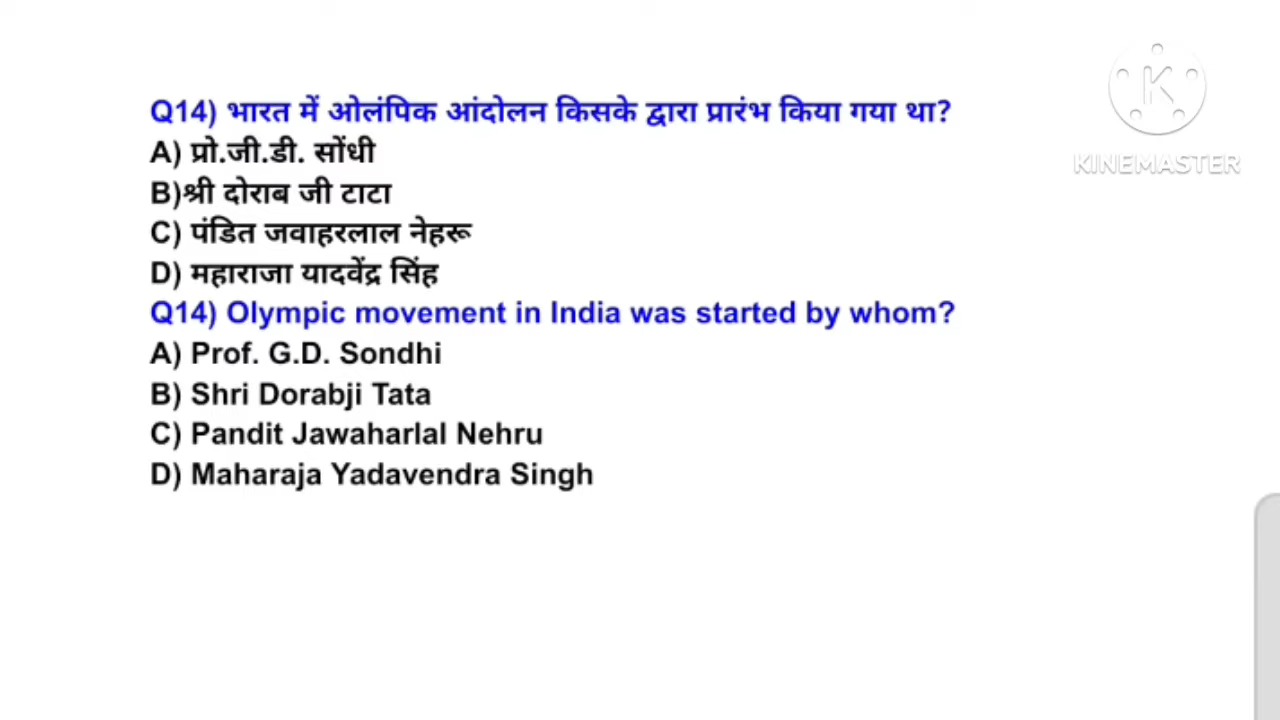 Q14) भारत में ओलंपिक आंदोलन किसके द्वारा प्रारंभ किया गया था?
A) प्रो.जी.डी. सोंधी
B)श्री दोराब जी टाटा
C) पंडित जवाहरलाल नेहरू
D) महाराजा यादवेंद्र सिंह
Q14) Olympic movement in India was started by whom?
A) Prof. G.D. Sondhi
B) Shri Dorabji Tata
C) Pandit Jawaharlal Nehru
D) Maharaja Yadavendra Singh
K
KINEMASTER